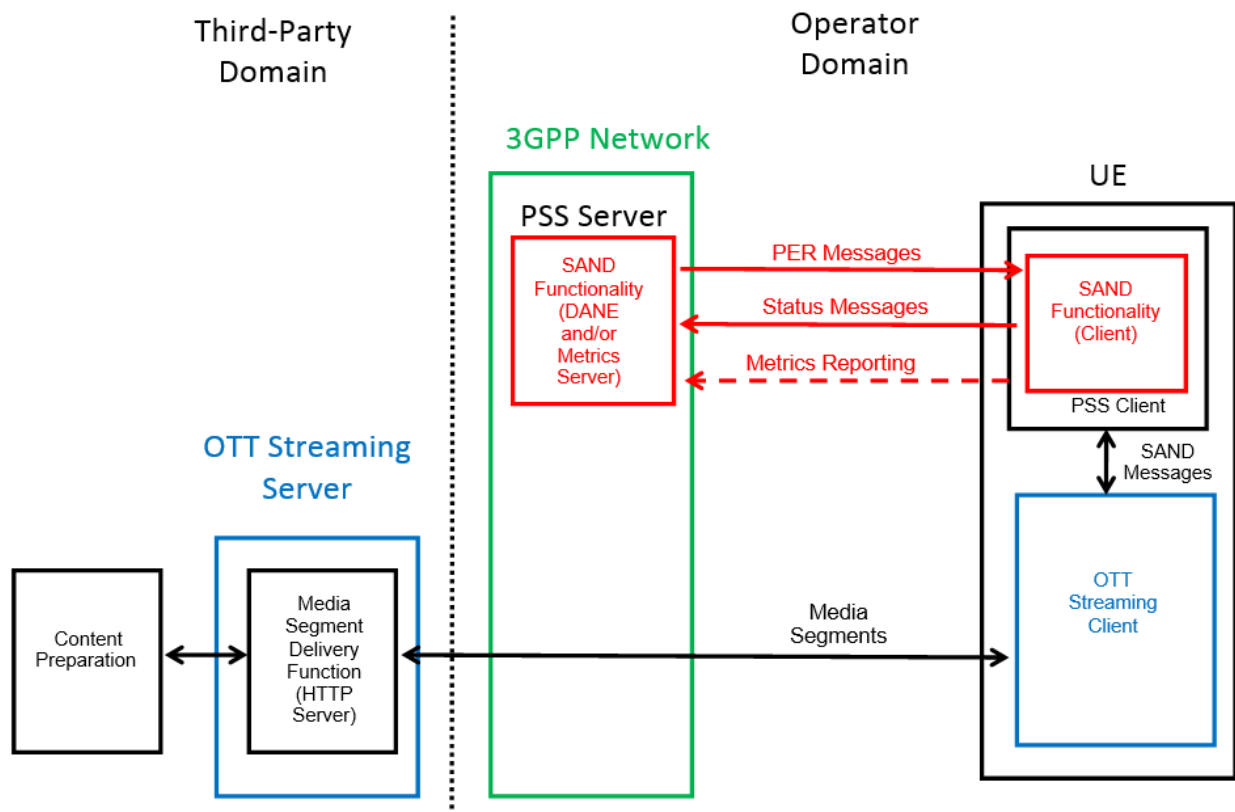 Third-Party
Domain
Operator
Domain
3GPP Network
UE
PSS Server
SAND
Functionality
(DANE
and/or
Metrics
Server)
PER Messages
Status Messages
Metrics Reporting
SAND
Functionality
(Client)
PSS Client
SAND
Messages
OTT Streaming
Server
Content
Preparation
Media
Segment
Delivery
Function
(HTTP
Server)
Media
Segments
OTT
Streaming
Client